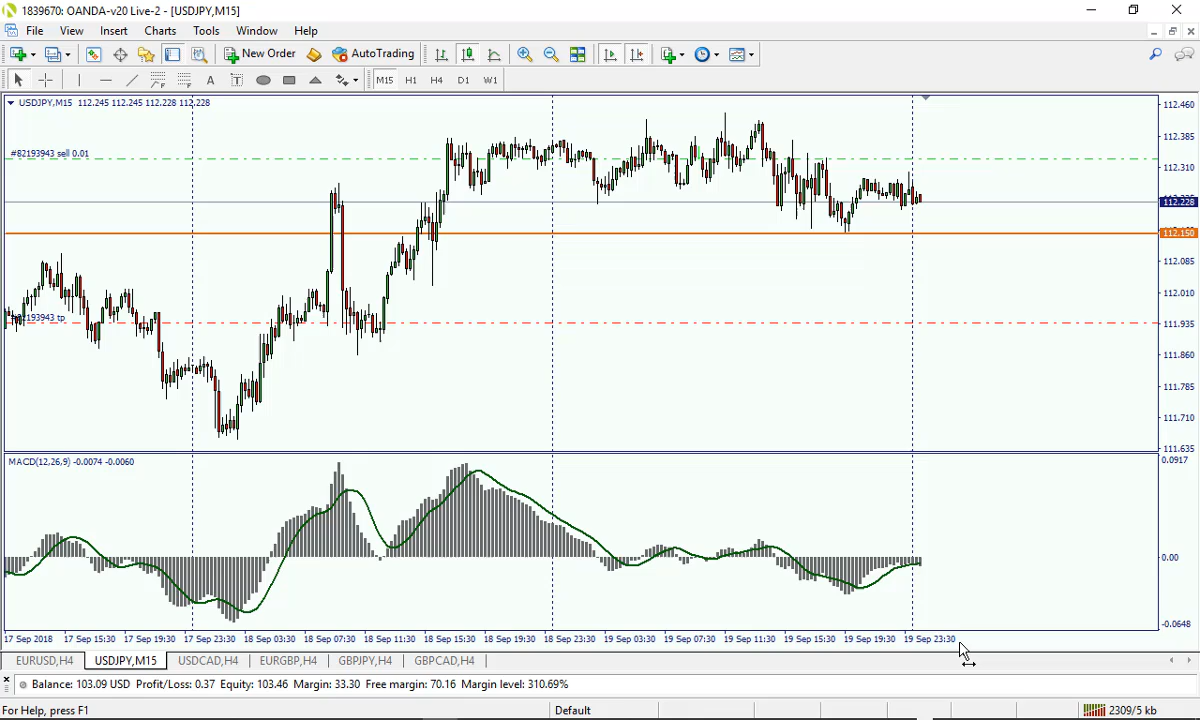 1839670: OANDA-v20 Live-2 - [USDJPY,M15]
File View Insert Charts Tools Window Help
New Order AutoTrading
A T M15 H1 H4 D1 W1
USDJPY,M15 112.245 112.245 112.228 112.228
112.460
112.385
#82193943 sell 0.01
112.310
112.228
112.150
112.085
112.010
#82193943 tp
111.935
111.860
111.785
111.710
111.635
MACD(12,26,9) -0.0074 -0.0060
0.0917
0.00
-0.0648
17 Sep 2018 17 Sep 15:30 17 Sep 19:30 17 Sep 23:30 18 Sep 03:30 18 Sep 07:30 18 Sep 11:30 18 Sep 15:30 18 Sep 19:30 18 Sep 23:30 19 Sep 03:30 19 Sep 07:30 19 Sep 11:30 19 Sep 15:30 19 Sep 19:30 19 Sep 23:30
EURUSD,H4 USDJPY,M15 USDCAD,H4 EURGBP,H4 GBPJPY,H4 GBPCAD,H4
Balance: 103.09 USD Profit/Loss: 0.37 Equity: 103.46 Margin: 33.30 Free margin: 70.16 Margin level: 310.69%
For Help, press F1 Default 2309/5 kb